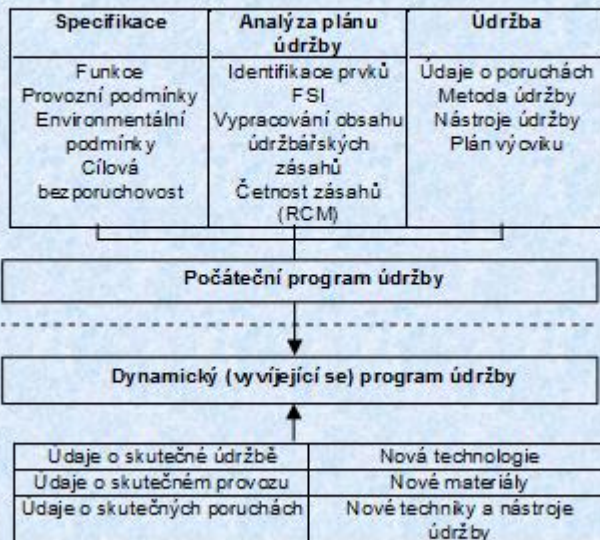 Specifikace
Analýza plánu
údržby
Údržba
Funkce
Provozní podmínky
Environmentální
podmínky
Cílová
bezporuchovost
Identifikace prvků
FSI
Vypracování obsahu
údržbářských
zásahů
Četnost zásahů
(RCM)
Údaje o poruchách
Metoda údržby
Nástroje údržby
Plán výcviku
Počáteční program údržby
Dynamický (vyvíjející se) program údržby
Údaje o skutečné údržbě
Nová technologie
Údaje o skutečném provozu
Nové materiály
Údaje o skutečných poruchách
Nové techniky a nástroje
údržby